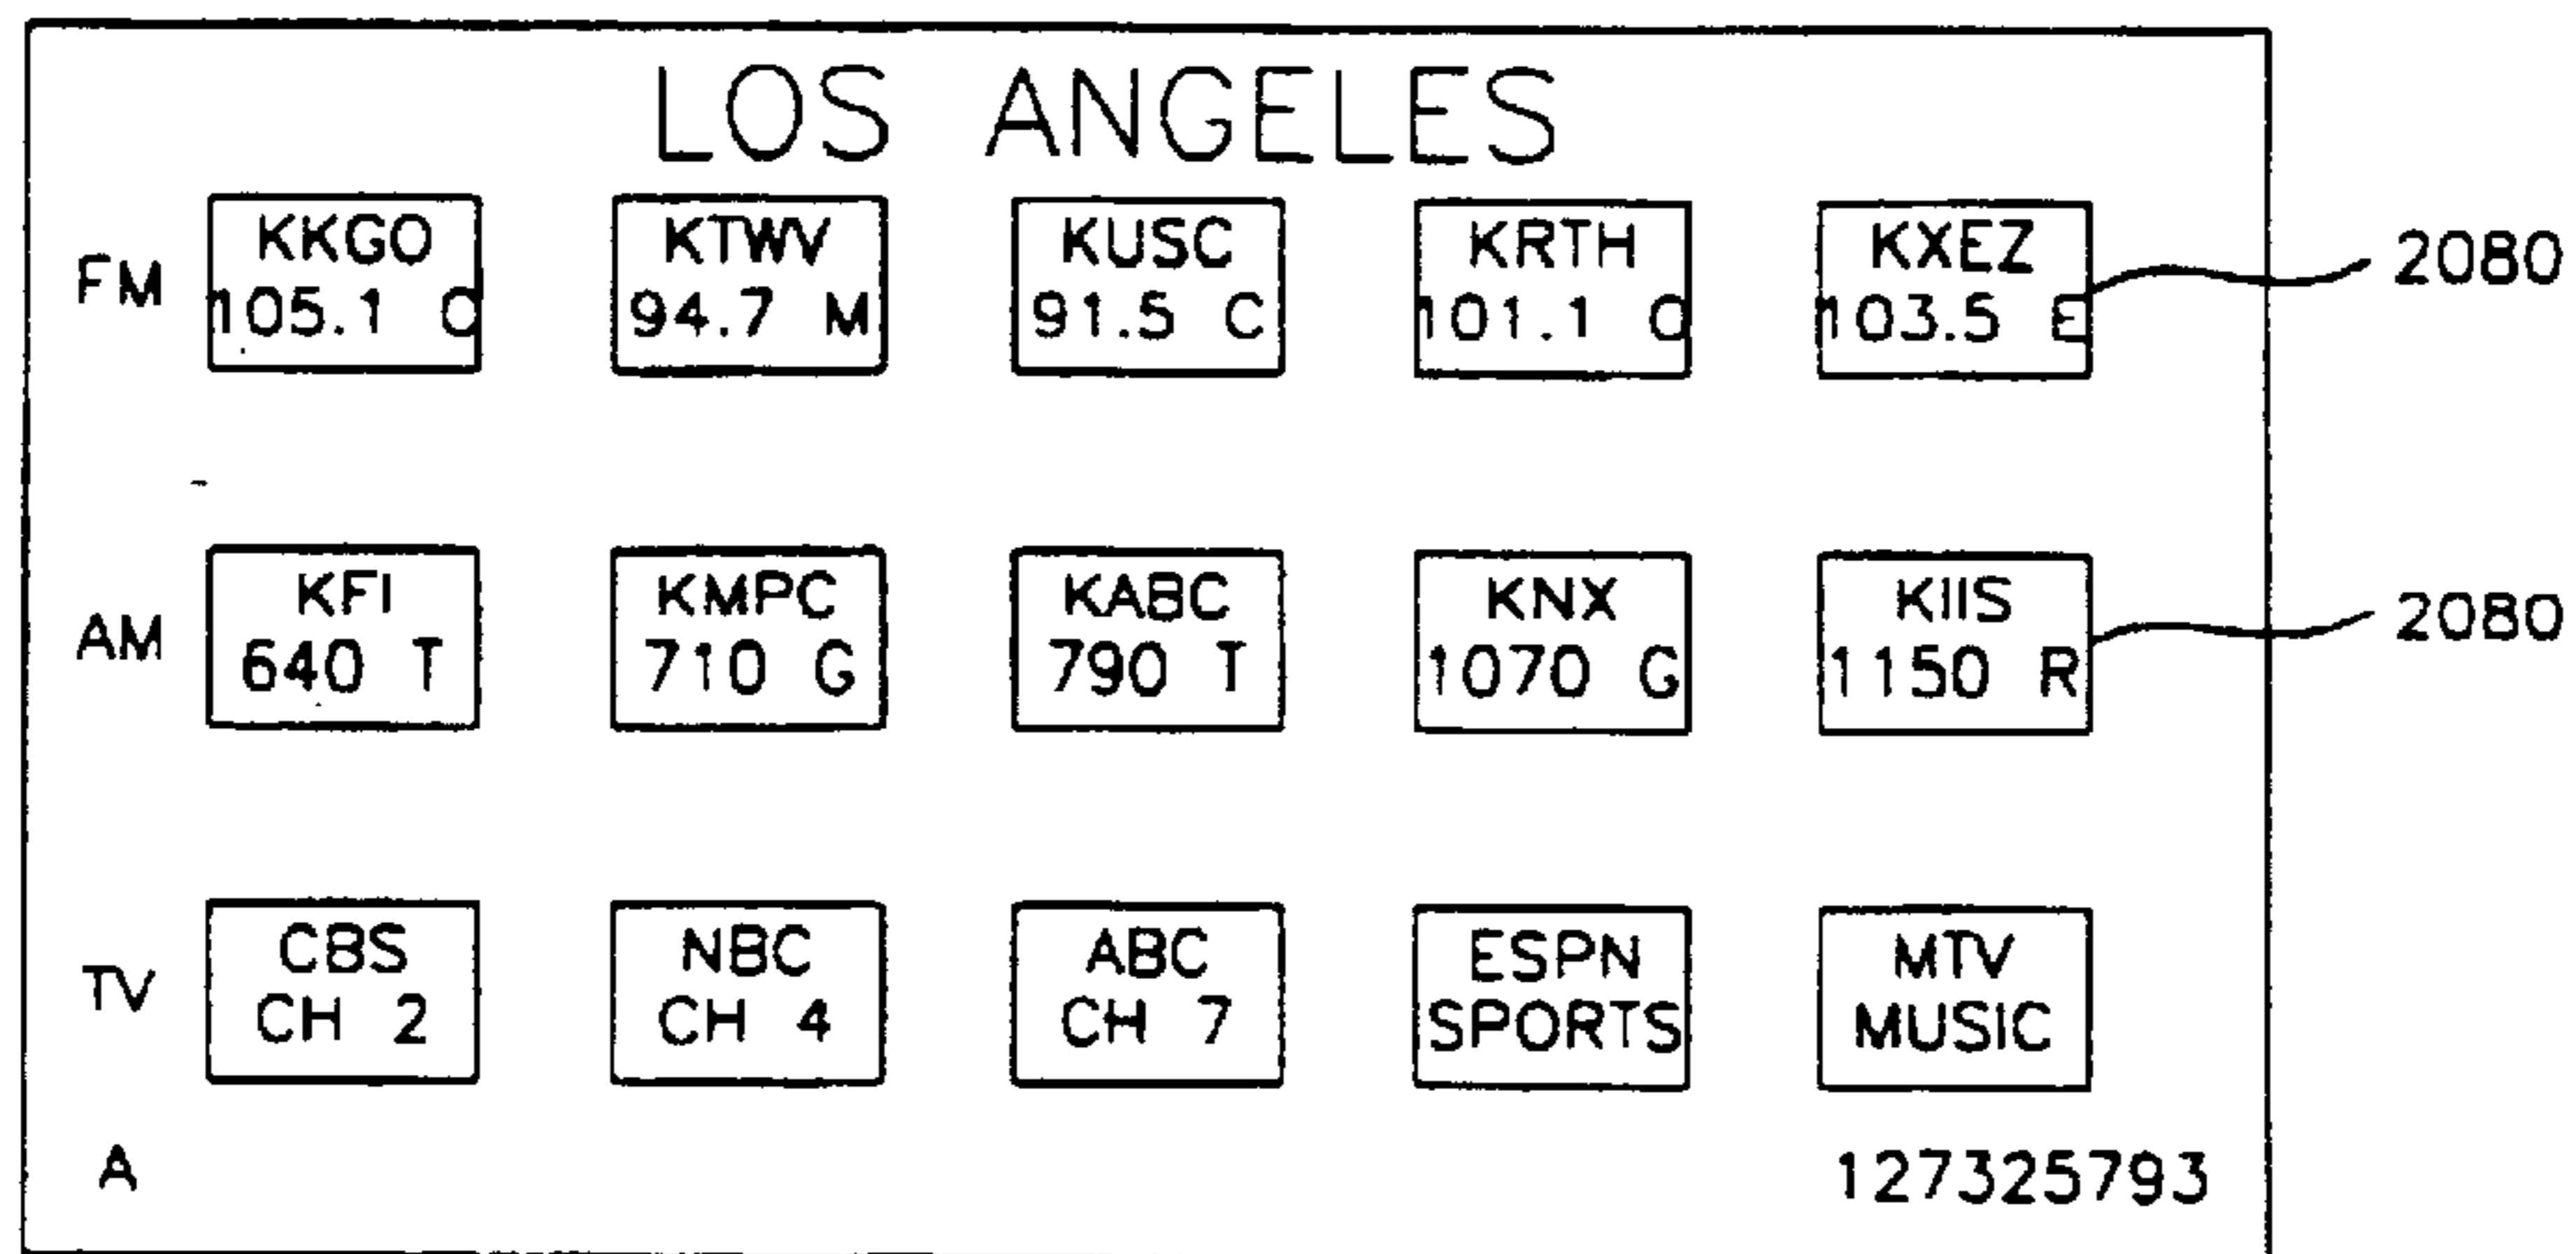 LOS ANGELES
FM KKGO KTWV KUSC KRTH KXEZ 2080
105.1 C 94.7 M 91.5 C 101.1 O 103.5 E
AM KFI KMPC KABC KNX KIIS 2080
640 T 710 G 790 T 1070 G 1150 R
TV CBS NBC ABC ESPN MTV
CH 2 CH 4 CH 7 SPORTS MUSIC
A 127325793